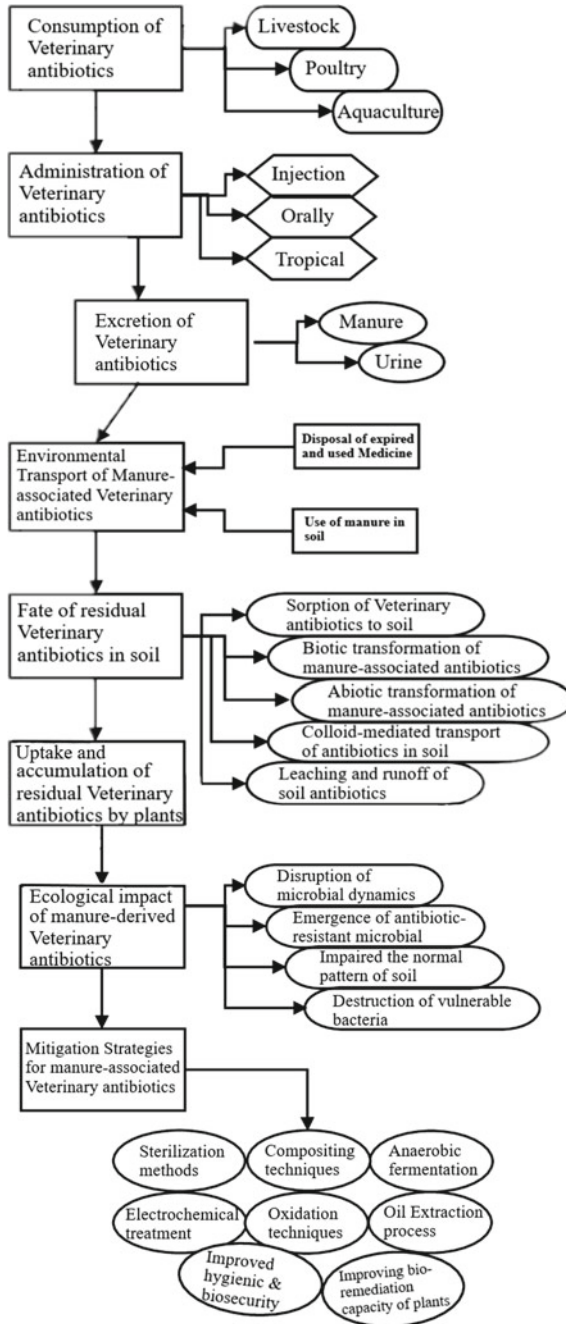 Consumption of
Veterinary
antibiotics
Livestock
Poultry
Aquaculture
Administration of
Veterinary
antibiotics
Injection
Orally
Tropical
Excretion of
Veterinary
antibiotics
Manure
Urine
Environmental
Transport of Manure-
associated Veterinary
antibiotics
Disposal of expired
and used Medicine
Use of manure in
soil
Fate of residual
Veterinary
antibiotics in soil
Sorption of Veterinary
antibiotics to soil
Biotic transformation of
manure-associated antibiotics
Abiotic transformation of
manure-associated antibiotics
Colloid-mediated transport
of antibiotics in soil
Leaching and runoff of
soil antibiotics
Uptake and
accumulation of
residual Veterinary
antibiotics by plants
Ecological impact
of manure-derived
Veterinary
antibiotics
Disruption of
microbial dynamics
Emergence of antibiotic-
resistant microbial
Impaired the normal
pattern of soil
Destruction of vulnerable
bacteria
Mitigation Strategies
for manure-associated
Veterinary antibiotics
Sterilization
methods
Compositing
techniques
Anaerobic
fermentation
Electrochemical
treatment
Oxidation
techniques
Oil Extraction
process
Improved
hygienic &
biosecurity
Improving bio-
remediation
capacity of plants